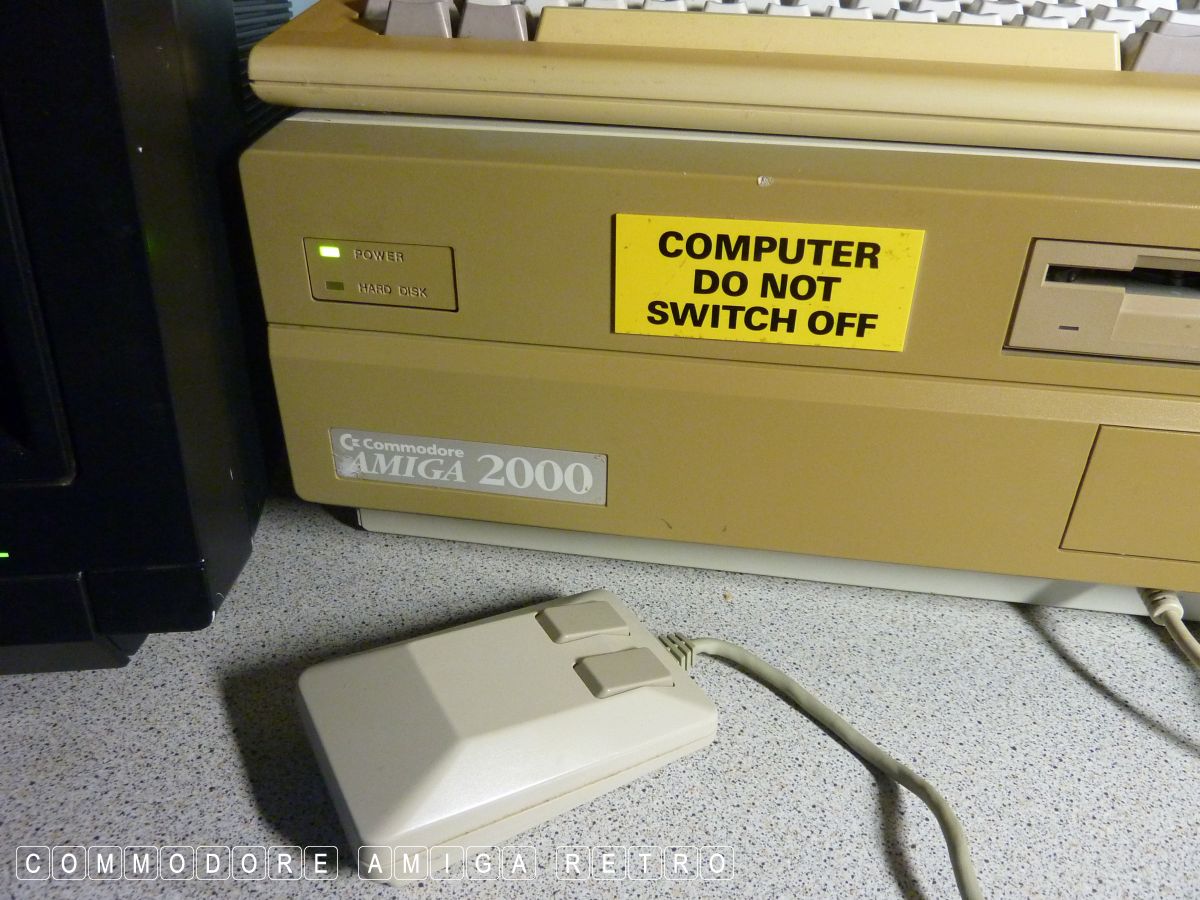 POWER
HARD DISK
COMPUTER
DO NOT
SWITCH OFF
Commodore
AMIGA 2000
COMMODORE AMIGA RETRO